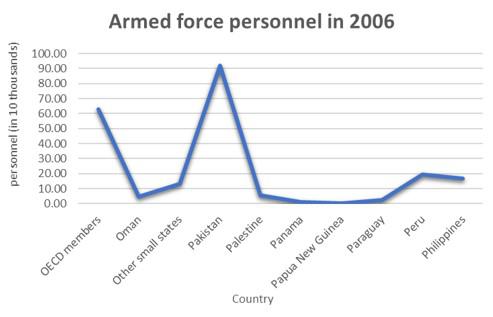 Armed force personnel in 2006
personnel (in 10 thousands)
100.00
90.00
80.00
70.00
60.00
50.00
40.00
30.00
20.00
10.00
0.00
OECD members
Oman
Other small states
Pakistan
Palestine
Panama
Papua New Guinea
Paraguay
Peru
Philippines
Country